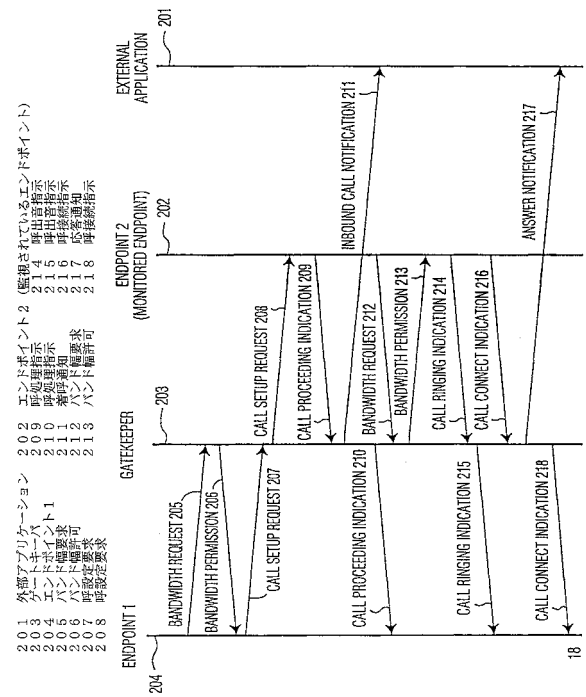 201 外部アプリケーション
203 ゲートキーパ
204 エンドポイント1
205 バンド幅要求
206 バンド幅許可
207 呼設定要求
208 呼設定要求
202 エンドポイント2（監視されているエンドポイント）
209 呼処理指示
210 呼処理指示
211 着呼通知
212 バンド幅要求
213 バンド幅許可
214 呼出音指示
215 呼出音指示
216 呼接続指示
217 応答通知
218 呼接続指示
ENDPOINT 1
204
GATEKEEPER
203
ENDPOINT 2
(MONITORED ENDPOINT)
202
EXTERNAL
APPLICATION
201
BANDWIDTH REQUEST 205
BANDWIDTH PERMISSION 206
CALL SETUP REQUEST 207
CALL SETUP REQUEST 208
CALL PROCEEDING INDICATION 209
CALL PROCEEDING INDICATION 210
INBOUND CALL NOTIFICATION 211
BANDWIDTH REQUEST 212
BANDWIDTH PERMISSION 213
CALL RINGING INDICATION 214
CALL RINGING INDICATION 215
CALL CONNECT INDICATION 216
ANSWER NOTIFICATION 217
CALL CONNECT INDICATION 218
18